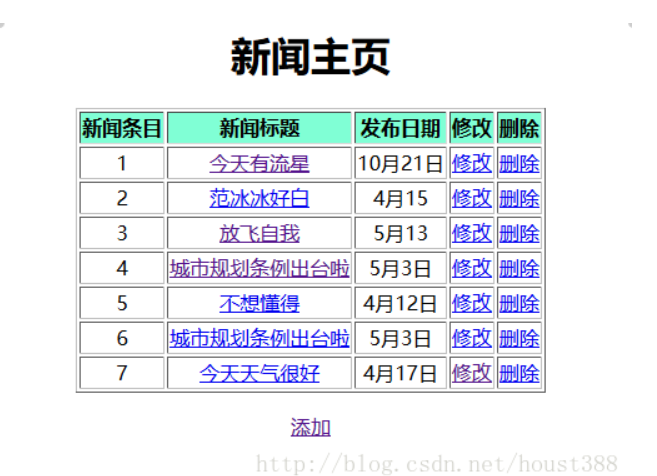 新闻主页
新闻条目 新闻标题 发布日期 修改 删除
1 今天有流星 10月21日 修改 删除
2 范冰冰好白 4月15 修改 删除
3 放飞自我 5月13 修改 删除
4 城市规划条例出台啦 5月3日 修改 删除
5 不想懂得 4月12日 修改 删除
6 城市规划条例出台啦 5月3日 修改 删除
7 今天天气很好 4月17日 修改 删除
添加
http://blog.csdn.net/houst388